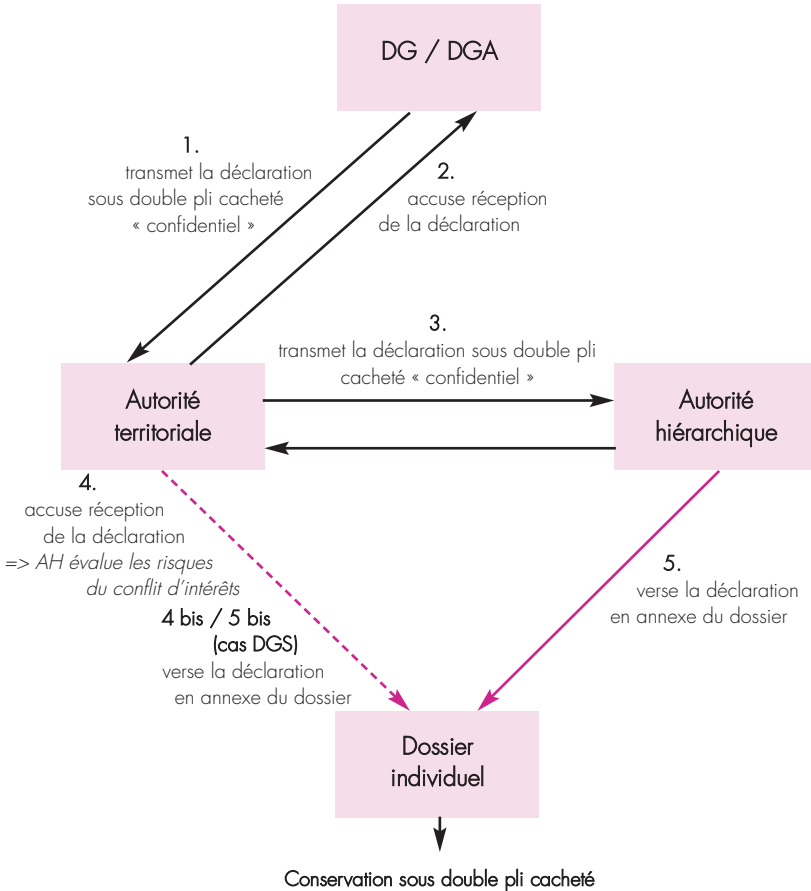 DG / DGA
1.
transmet la déclaration
sous double pli cacheté
« confidentiel »
2.
accuse réception
de la déclaration
3.
transmet la déclaration sous double pli
cacheté « confidentiel »
Autorité
territoriale
Autorité
hiérarchique
4.
accuse réception
de la déclaration
=> AH évalue les risques
du conflit d’intérêts
4 bis / 5 bis
(cas DGS)
verse la déclaration
en annexe du dossier
5.
verse la déclaration
en annexe du dossier
Dossier
individuel
Conservation sous double pli cacheté